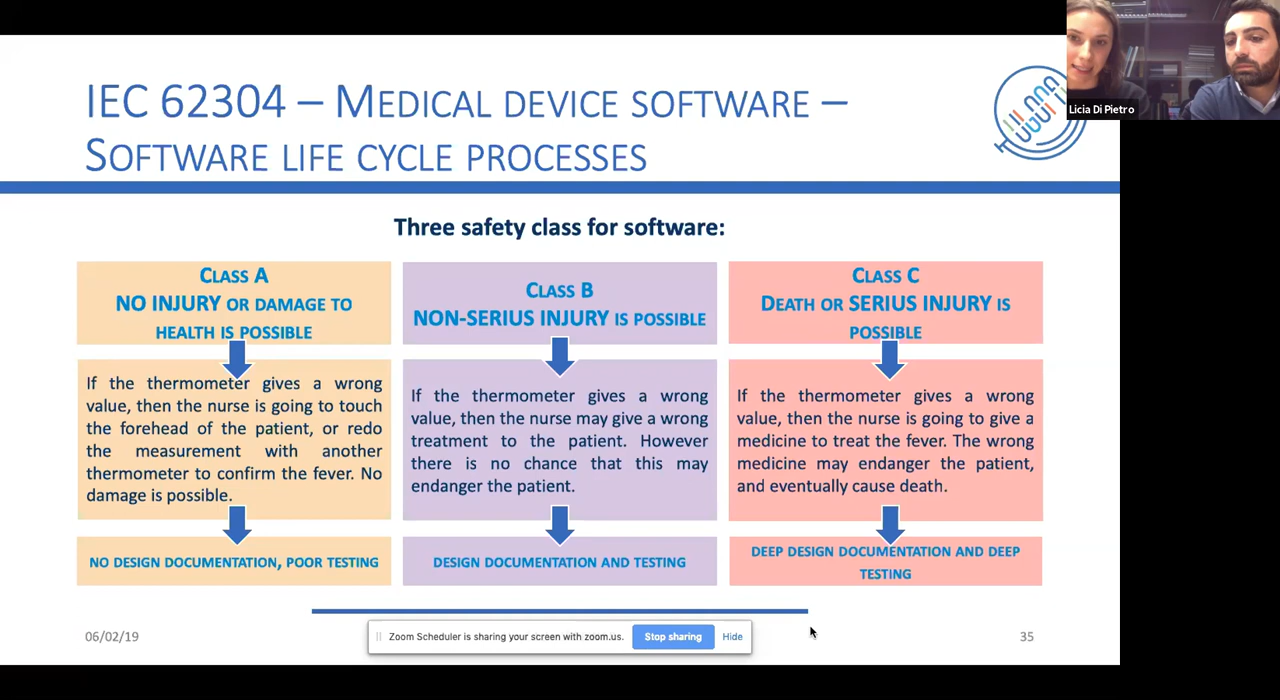 IEC 62304 – MEDICAL DEVICE SOFTWARE –
SOFTWARE LIFE CYCLE PROCESSES
Licia Di Pietro
Three safety class for software:
CLASS A
NO INJURY OR DAMAGE TO
HEALTH IS POSSIBLE
If the thermometer gives a wrong
value, then the nurse is going to touch
the forehead of the patient, or redo
the measurement with another
thermometer to confirm the fever. No
damage is possible.
NO DESIGN DOCUMENTATION, POOR TESTING
CLASS B
NON-SERIUS INJURY IS POSSIBLE
If the thermometer gives a wrong
value, then the nurse may give a wrong
treatment to the patient. However
there is no chance that this may
endanger the patient.
DESIGN DOCUMENTATION AND TESTING
CLASS C
DEATH OR SERIUS INJURY IS
POSSIBLE
If the thermometer gives a wrong
value, then the nurse is going to give a
medicine to treat the fever. The wrong
medicine may endanger the patient,
and eventually cause death.
DEEP DESIGN DOCUMENTATION AND DEEP
TESTING
06/02/19
Zoom Scheduler is sharing your screen with zoom.us.
Stop sharing
Hide
35